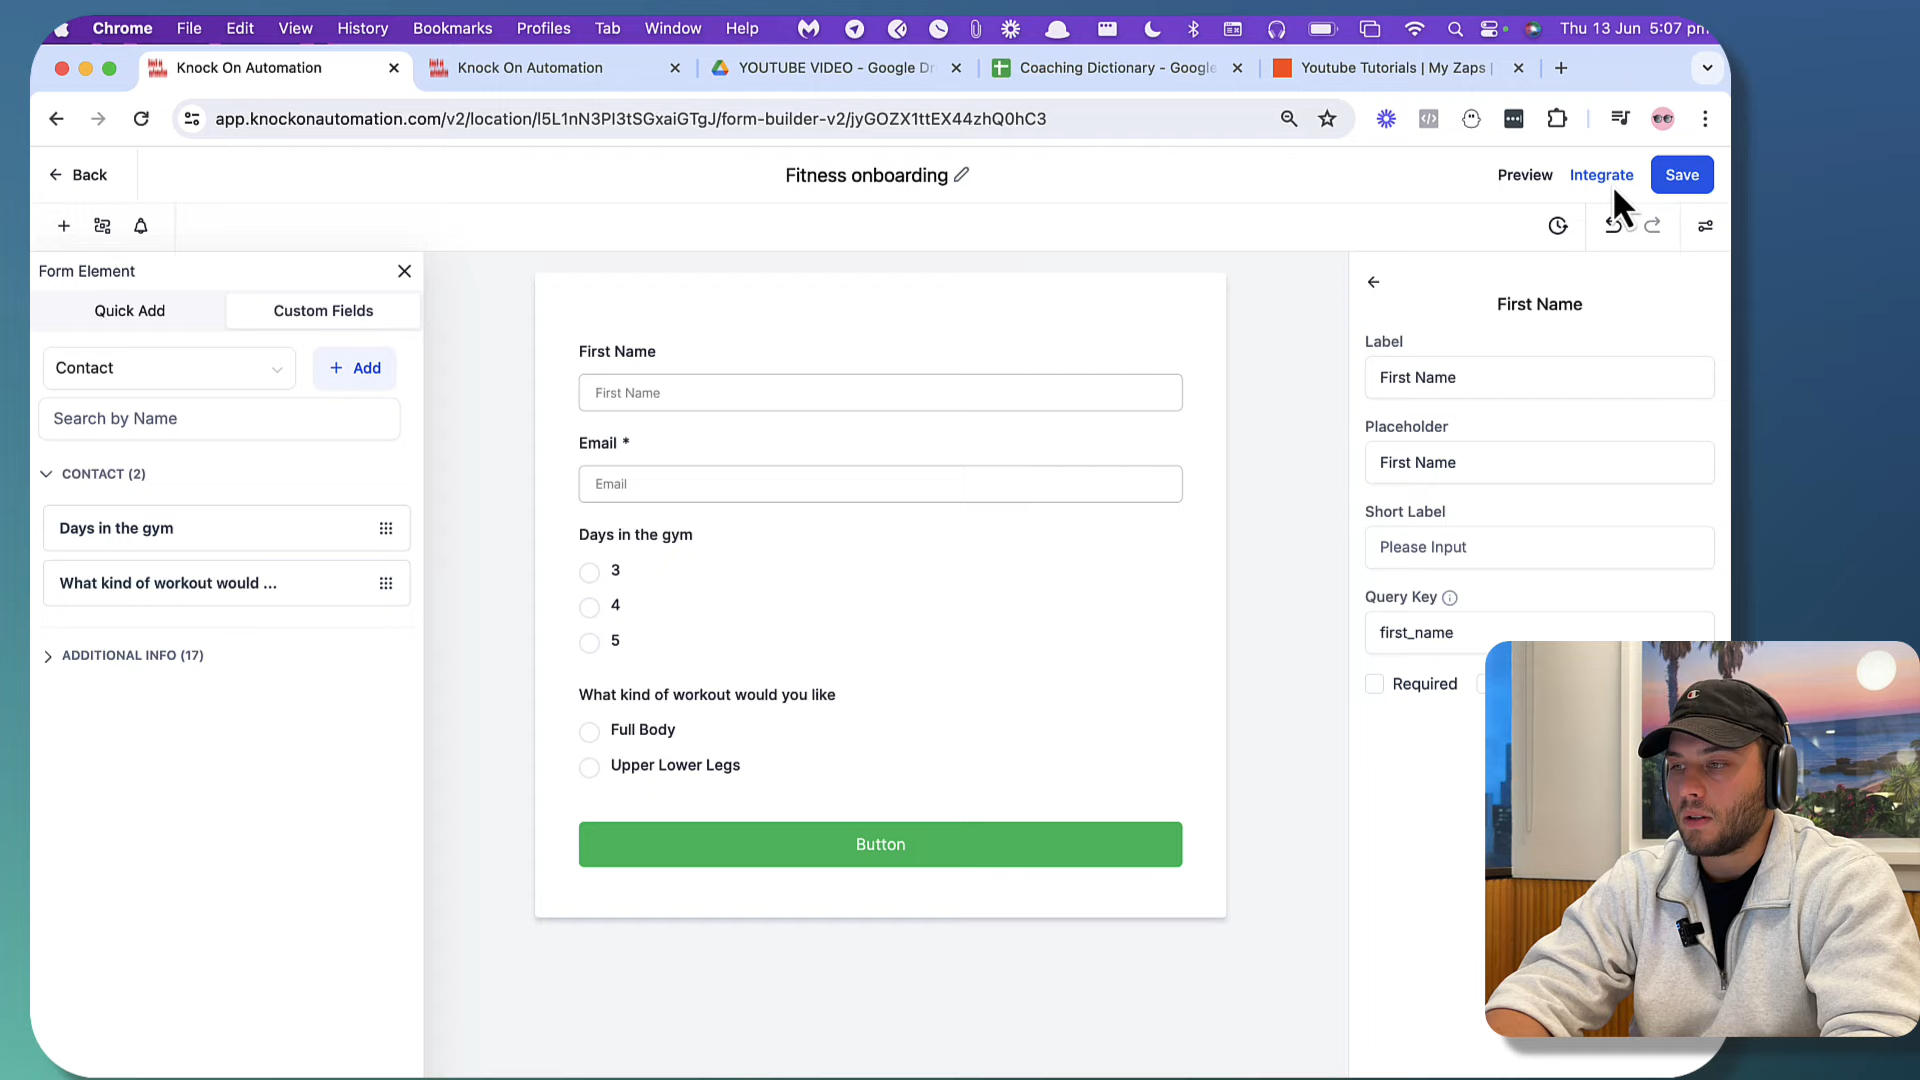 Chrome File Edit View History Bookmarks Profiles Tab Window Help Thu 13 Jun 5:07 pm
Knock On Automation Knock On Automation YOUTUBE VIDEO - Google Dr Coaching Dictionary - Google Youtube Tutorials | My Zaps |
app.knockonautomation.com/v2/location/I5L1nN3PI3tSGxaiGTgJ/form-builder-v2/jyGOZX1ttEX44zhQ0hC3
Back Fitness onboarding Preview Integrate Save
Form Element
Quick Add Custom Fields
Contact + Add
Search by Name
CONTACT (2)
Days in the gym
What kind of workout would ...
ADDITIONAL INFO (17)
First Name
First Name
Email *
Email
Days in the gym
3
4
5
What kind of workout would you like
Full Body
Upper Lower Legs
Button
First Name
Label
First Name
Placeholder
First Name
Short Label
Please Input
Query Key
first_name
Required